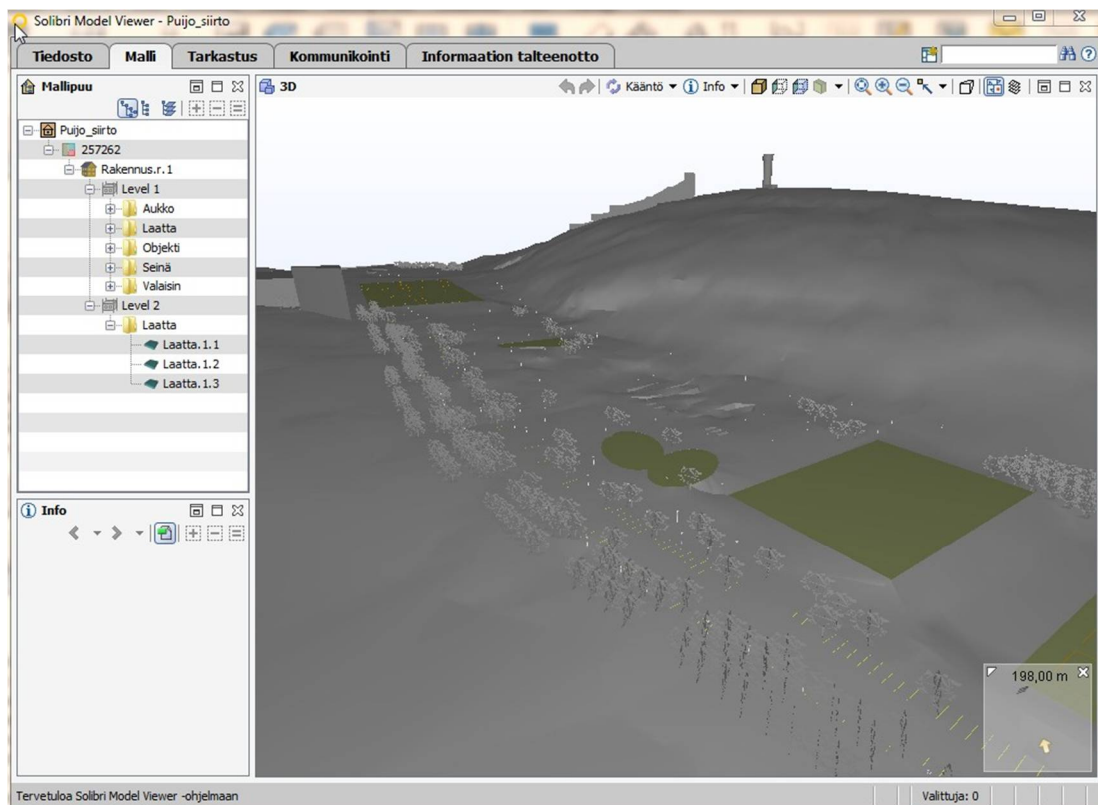 Solibri Model Viewer - Puijo_siirto
Tiedosto Malli Tarkastus Kommunikointi Informaation talteenotto
Mallipuu
Puijo_siirto
257262
Rakennus.r.1
Level 1
Aukko
Laatta
Objekti
Seinä
Valaisin
Level 2
Laatta
Laatta.1.1
Laatta.1.2
Laatta.1.3
Info
3D Kääntö Info
198,00 m
Tervetuloa Solibri Model Viewer -ohjelmaan Valittuja: 0